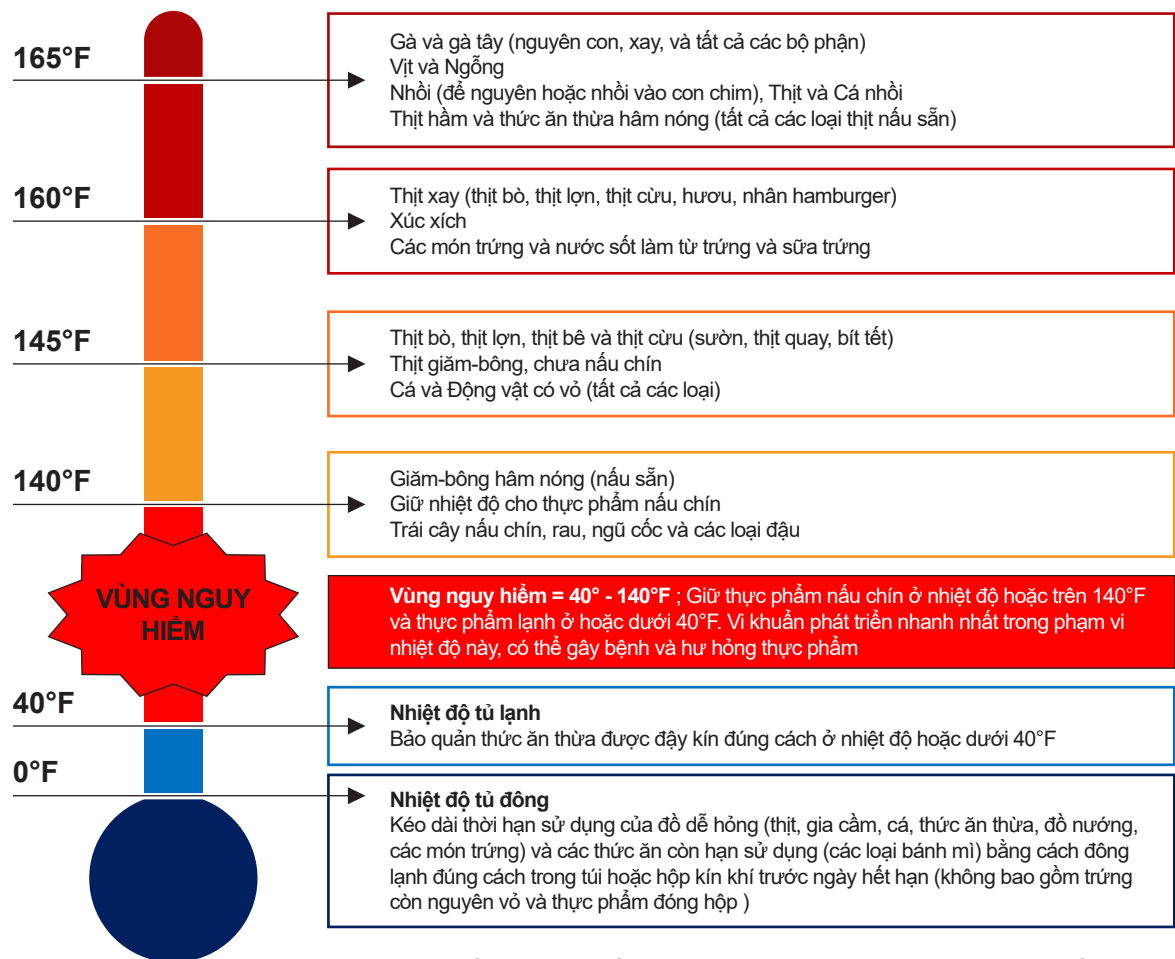 165°F
Gà và gà tây (nguyên con, xay, và tất cả các bộ phận)
Vịt và Ngỗng
Nhồi (để nguyên hoặc nhồi vào con chim), Thịt và Cá nhồi
Thịt hầm và thức ăn thừa hâm nóng (tất cả các loại thịt nấu sẵn)
160°F
Thịt xay (thịt bò, thịt lợn, thịt cừu, hươu, nhân hamburger)
Xúc xích
Các món trứng và nước sốt làm từ trứng và sữa trứng
145°F
Thịt bò, thịt lợn, thịt bê và thịt cừu (sườn, thịt quay, bít tết)
Thịt giăm-bông, chưa nấu chín
Cá và Động vật có vỏ (tất cả các loại)
140°F
Giăm-bông hâm nóng (nấu sẵn)
Giữ nhiệt độ cho thực phẩm nấu chín
Trái cây nấu chín, rau, ngũ cốc và các loại đậu
VÙNG NGUY
HIỂM
Vùng nguy hiểm = 40° - 140°F ; Giữ thực phẩm nấu chín ở nhiệt độ hoặc trên 140°F
và thực phẩm lạnh ở hoặc dưới 40°F. Vi khuẩn phát triển nhanh nhất trong phạm vi
nhiệt độ này, có thể gây bệnh và hư hỏng thực phẩm
40°F
Nhiệt độ tủ lạnh
Bảo quản thức ăn thừa được đậy kín đúng cách ở nhiệt độ hoặc dưới 40°F
0°F
Nhiệt độ tủ đông
Kéo dài thời hạn sử dụng của đồ dễ hỏng (thịt, gia cầm, cá, thức ăn thừa, đồ nướng,
các món trứng) và các thức ăn còn hạn sử dụng (các loại bánh mì) bằng cách đông
lạnh đúng cách trong túi hoặc hộp kín khí trước ngày hết hạn (không bao gồm trứng
còn nguyên vỏ và thực phẩm đóng hộp )